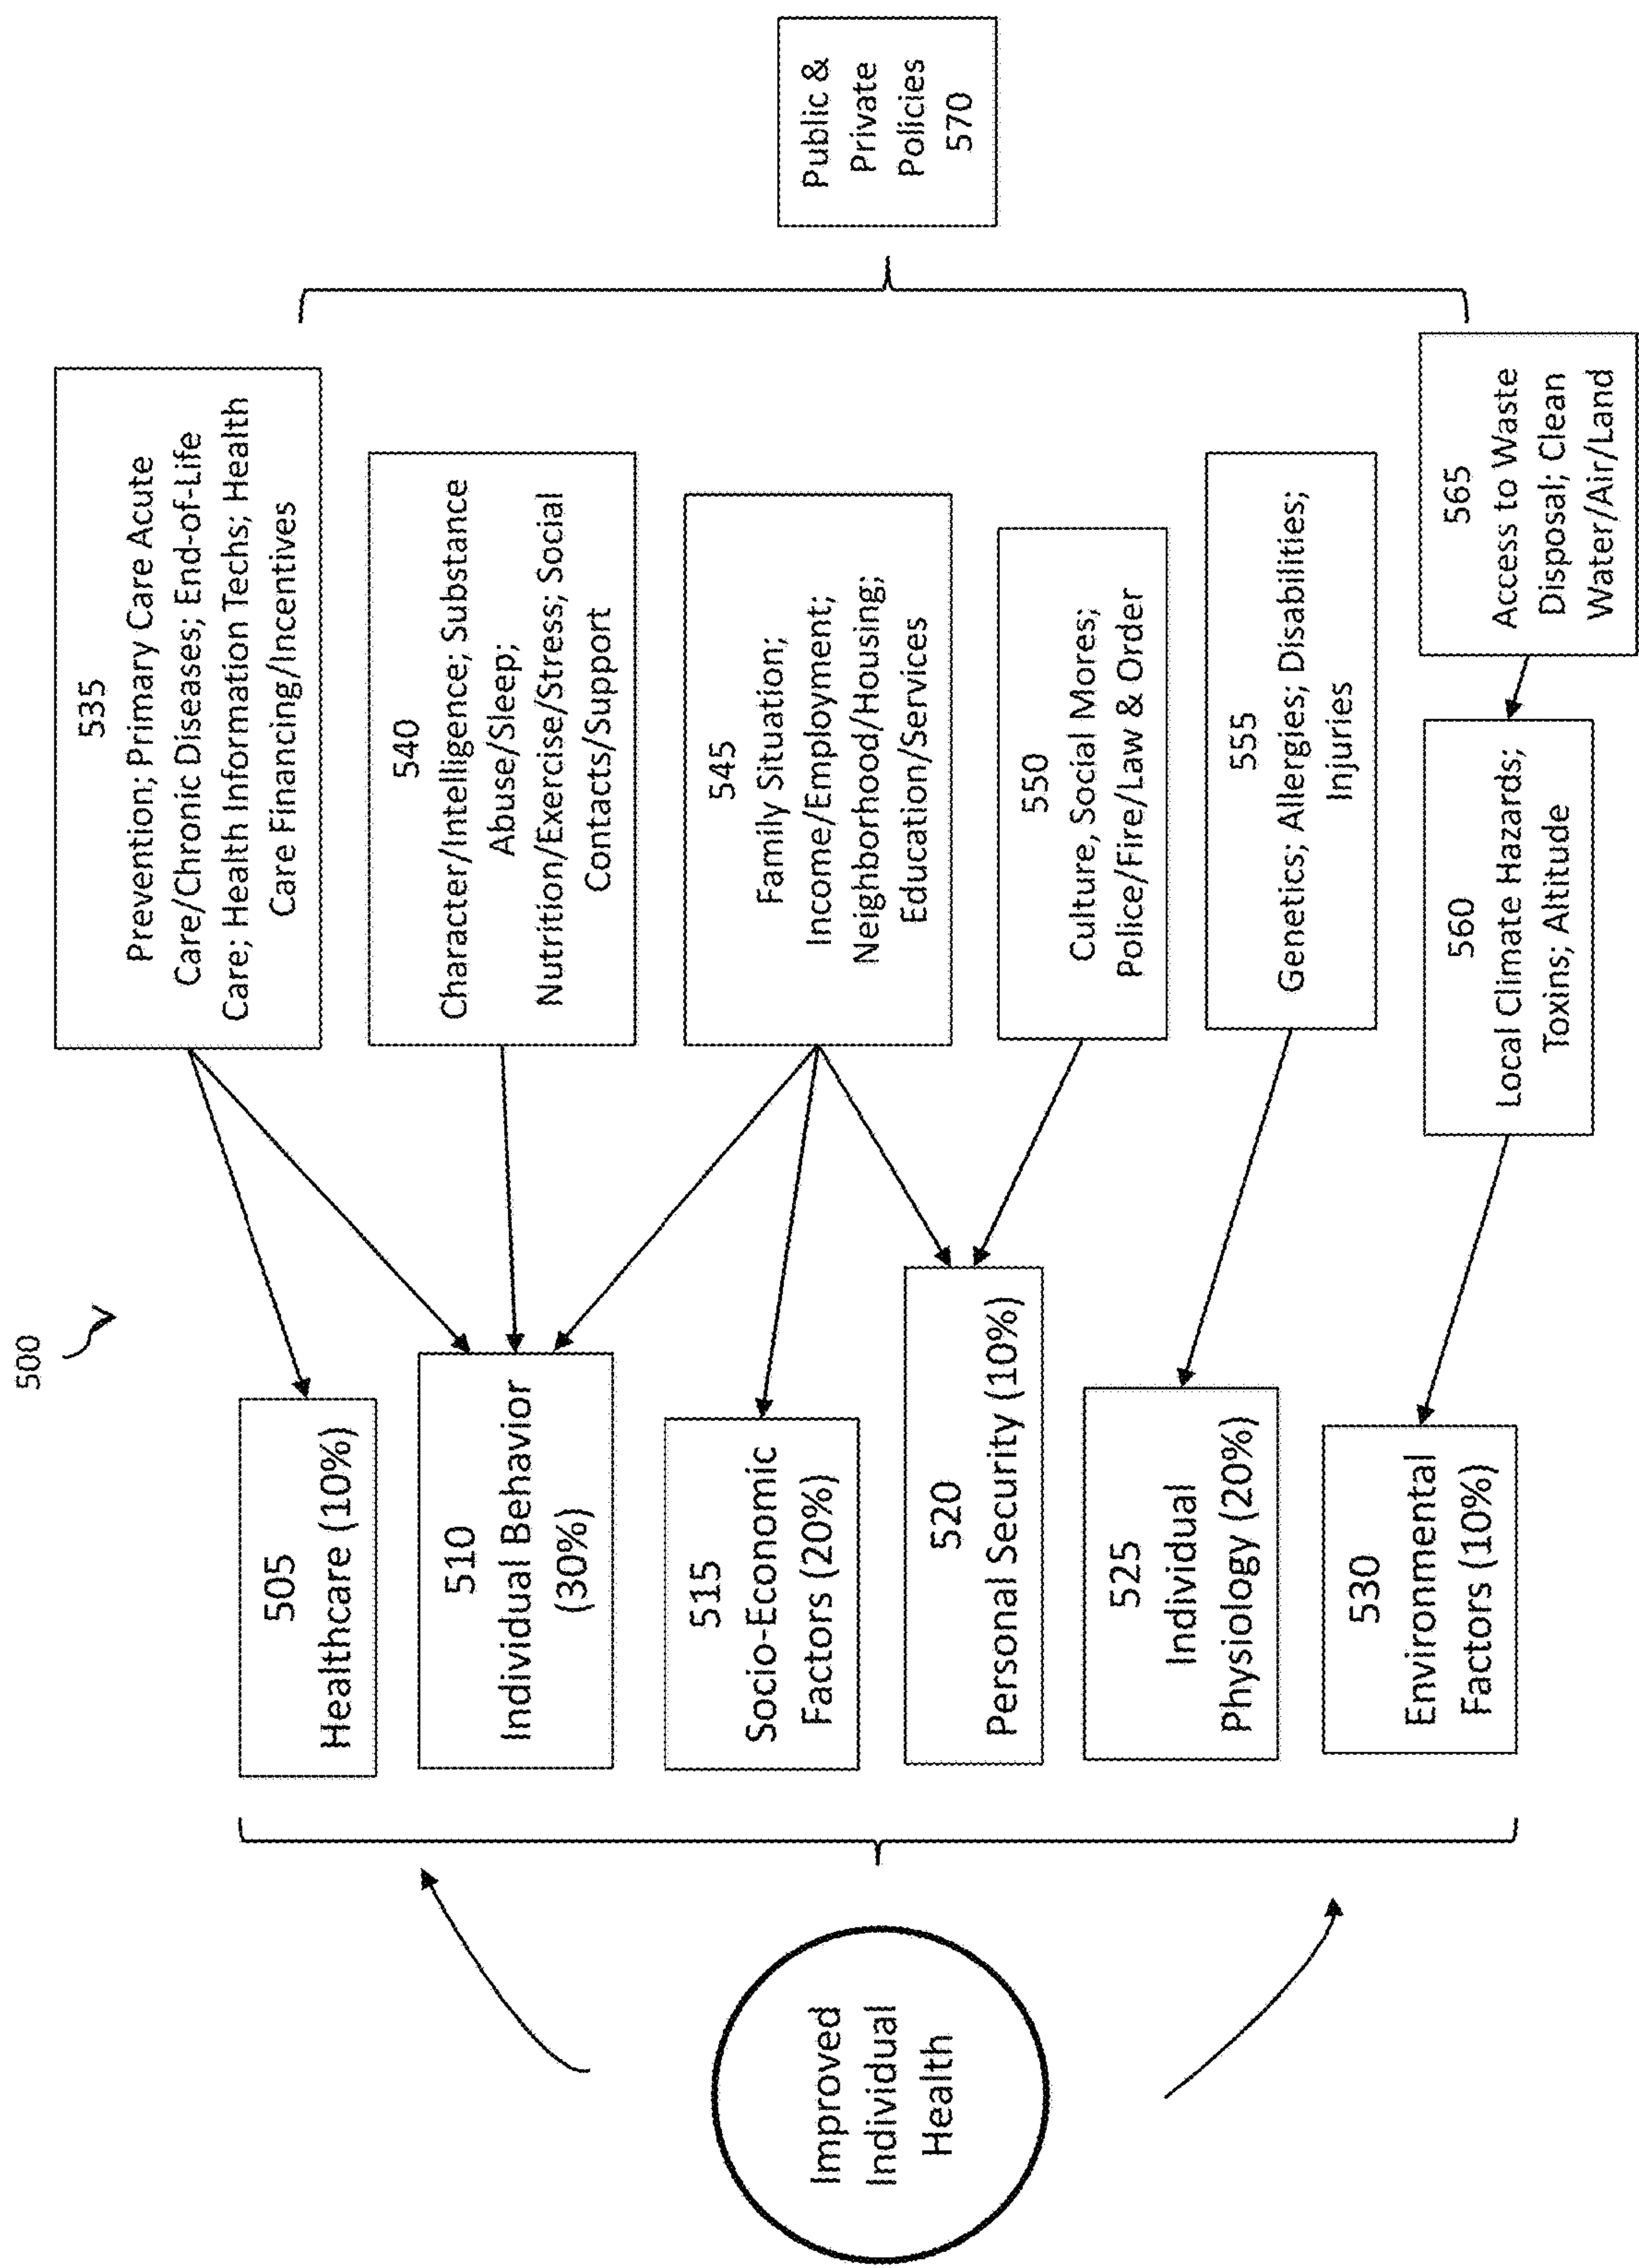 500
Improved
Individual
Health
505
Healthcare (10%)
510
Individual Behavior
(30%)
515
Socio-Economic
Factors (20%)
520
Personal Security (10%)
525
Individual
Physiology (20%)
530
Environmental
Factors (10%)
535
Prevention; Primary Care Acute
Care/Chronic Diseases; End-of-Life
Care; Health Information Techs; Health
Care Financing/Incentives
540
Character/Intelligence; Substance
Abuse/Sleep;
Nutrition/Exercise/Stress; Social
Contacts/Support
545
Family Situation;
Income/Employment;
Neighborhood/Housing;
Education/Services
550
Culture, Social Mores;
Police/Fire/Law & Order
555
Genetics; Allergies; Disabilities;
Injuries
560
Local Climate Hazards;
Toxins; Altitude
565
Access to Waste
Disposal; Clean
Water/Air/Land
Public &
Private
Policies
570